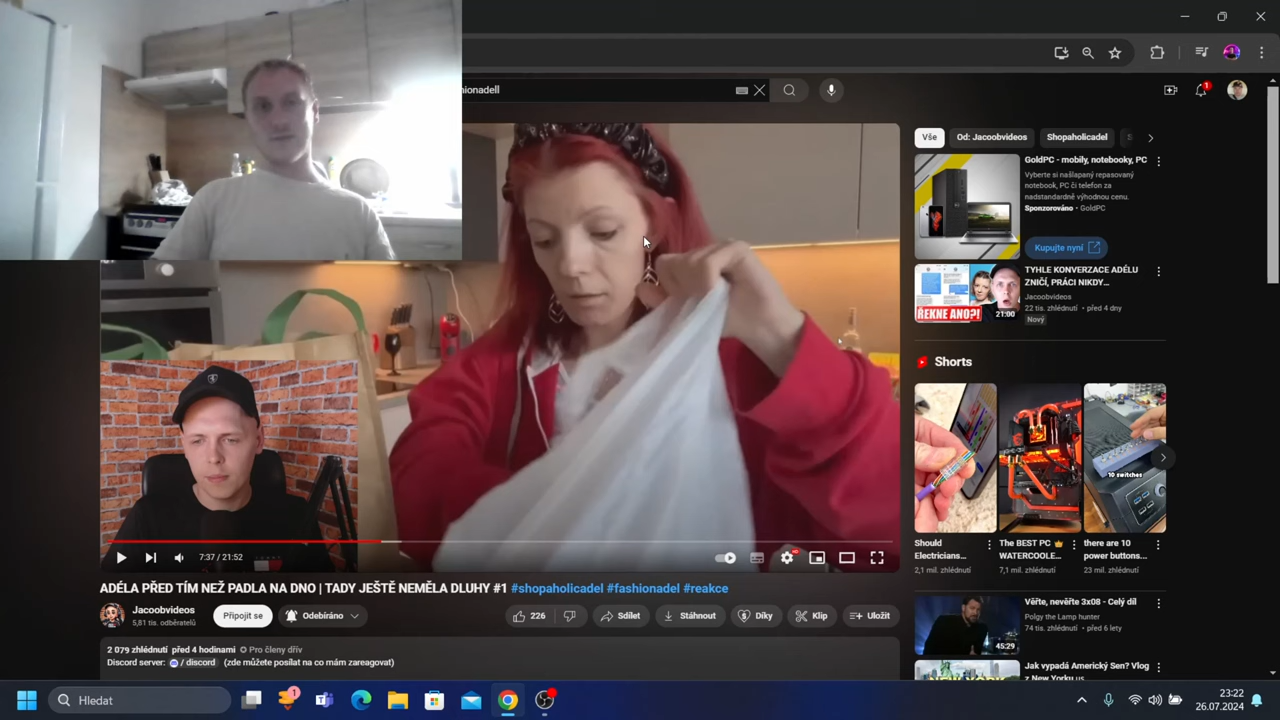 shionadell
Vše
Od: Jacoobvideos
Shopaholicadel
GoldPC - mobily, notebooky, PC
Vyberte si našlapaný repasovaný
notebook, PC či telefon za
nadstandardně výhodnou cenu.
Sponzorováno • GoldPC
Kupujte nyní
TYHLE KONVERZACE ADÉLU
ZNIČÍ, PRÁCI NIKDY...
Jacoobvideos
22 tis. zhlédnutí • před 4 dny
Nový
ŘEKNE ANO?!
21:00
Shorts
10 switches
Should
Electricians...
2,1 mil. zhlédnutí
The BEST PC 👑
WATERCOOLE...
36 mil. zhlédnutí
there are 10
power buttons...
23 mil. zhlédnutí
Věřte, nevěřte 3x08 - Celý díl
Polgy the Lamp hunter
74 tis. zhlédnutí • před 6 lety
45:29
Jak vypadá Americký Sen? Vlog
z New Yorku us
7:37 / 21:52
ADÉLA PŘED TÍM NEŽ PADLA NA DNO | TADY JEŠTĚ NEMĚLA DLUHY #1 #shopaholicadel #fashionadel #reakce
Jacoobvideos
5,81 tis. odběratelů
Připojit se
Odebíráno
226
Sdílet
Stáhnout
Díky
Klip
Uložit
2 079 zhlédnutí před 4 hodinami Pro členy dřív
Discord server: / discord (zde můžete posílat na co mám zareagovat)
Hledat
23:22
26.07.2024